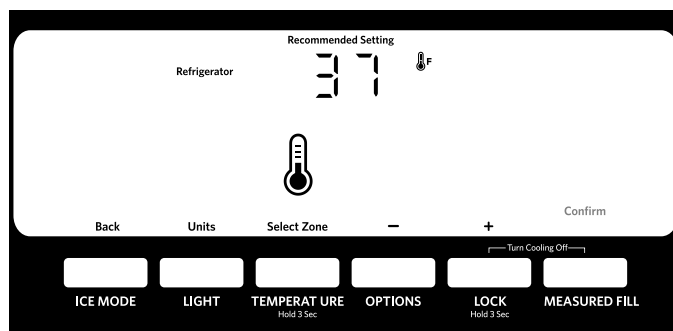 Recommended Setting
Refrigerator 37 F
Back Units Select Zone – + Confirm
Turn Cooling Off
ICE MODE LIGHT TEMPERAT URE OPTIONS LOCK MEASURED FILL
Hold 3 Sec Hold 3 Sec